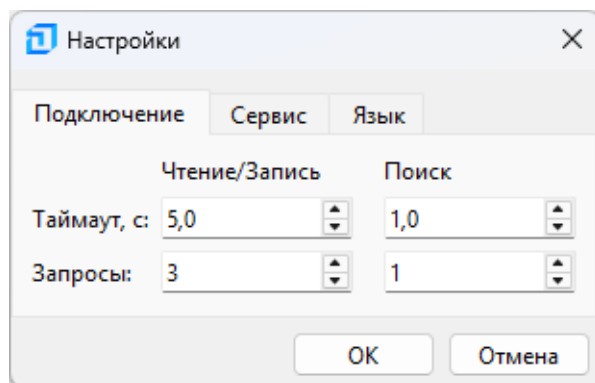 Настройки
Подключение Сервис Язык
Чтение/Запись Поиск
Таймаут, с: 5,0 1,0
Запросы: 3 1
OK Отмена